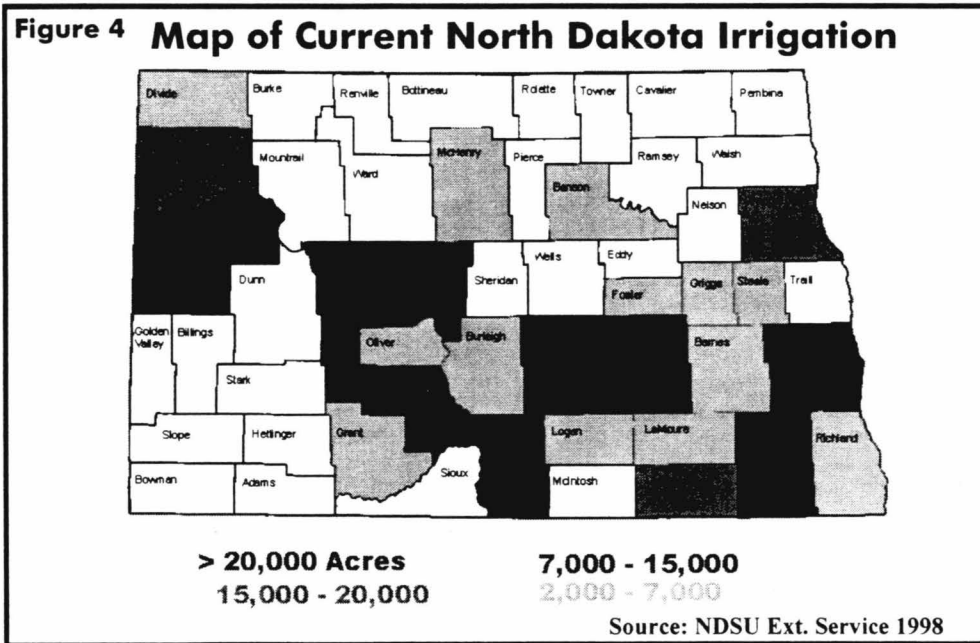 Figure 4 Map of Current North Dakota Irrigation
Divide Burke Renville Bottineau Rolette Towner Cavalier Pembina
Mountrail Ward McHenry Pierce Benson Ramsey Walsh
Nelson
Dunn Sheridan Wells Eddy
Foster Griggs Steele Traill
Golden Valley Billings Oliver Burleigh Barnes
Stark
Slope Hettinger Grant Logan LaMoure Richland
Bowman Adams Sioux McIntosh
> 20,000 Acres 7,000 - 15,000
15,000 - 20,000 2,000 - 7,000
Source: NDSU Ext. Service 1998